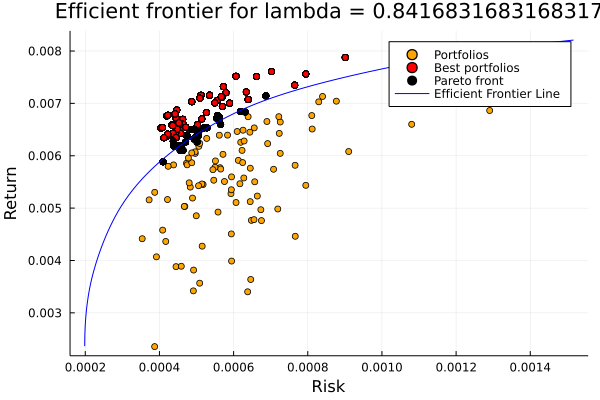 Efficient frontier for lambda = 0.8416831683168317
0.008
0.007
0.006
0.005
0.004
0.003
Return
Portfolios
Best portfolios
Pareto front
Efficient Frontier Line
0.0002
0.0004
0.0006
0.0008
0.0010
0.0012
0.0014
Risk